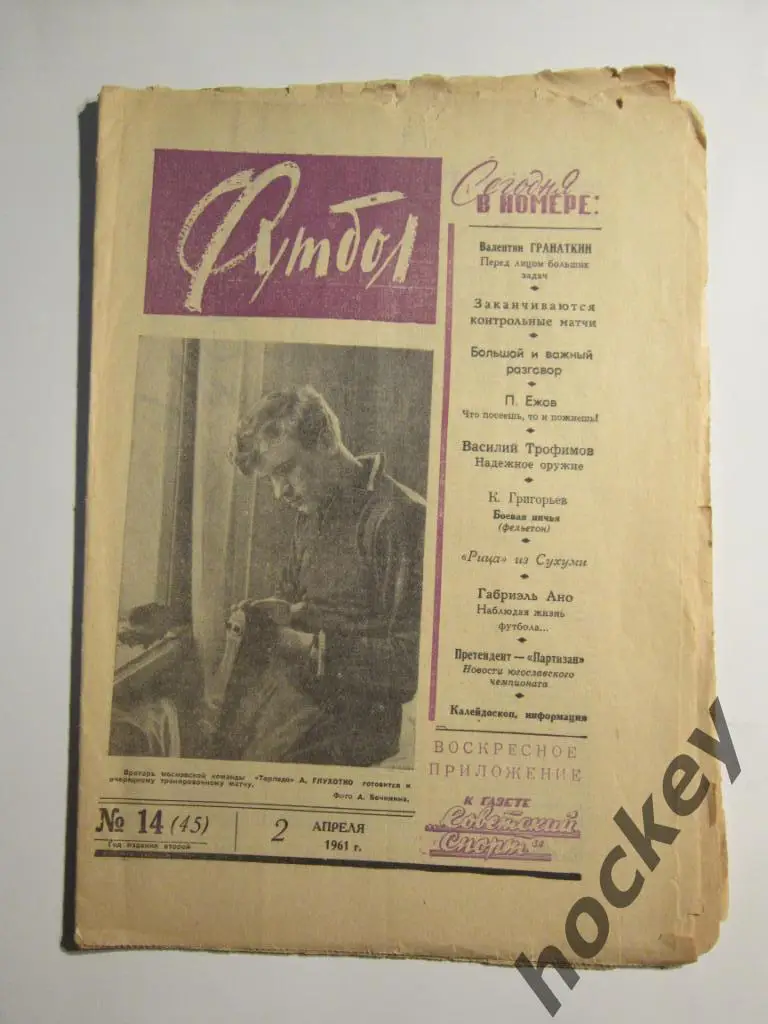 Футбол
Сегодня
В НОМЕРЕ:
Валентин ГРАНАТКИН
Перед лицом больших
задач
Заканчиваются
контрольные матчи
Большой и важный
разговор
П. Ежов
Что посеешь, то и пожнешь!
Василий Трофимов
Надежное оружие
К. Григорьев
Боевая ничья
(фельетон)
«Рица» из Сухуми
Габриэль Ано
Наблюдая жизнь
футбола...
Претендент — «Партизан»
Новости югославского
чемпионата
Калейдоскоп, информация
ВОСКРЕСНОЕ
ПРИЛОЖЕНИЕ
К ГАЗЕТЕ
Советский
Спорт
Вратарь московской команды «Торпедо» А. ГЛУХОТКО готовится к
очередному тренировочному матчу.
Фото А. Бочинина.
№ 14 (45)
Год издания второй
2 АПРЕЛЯ
1961 г.
hockey